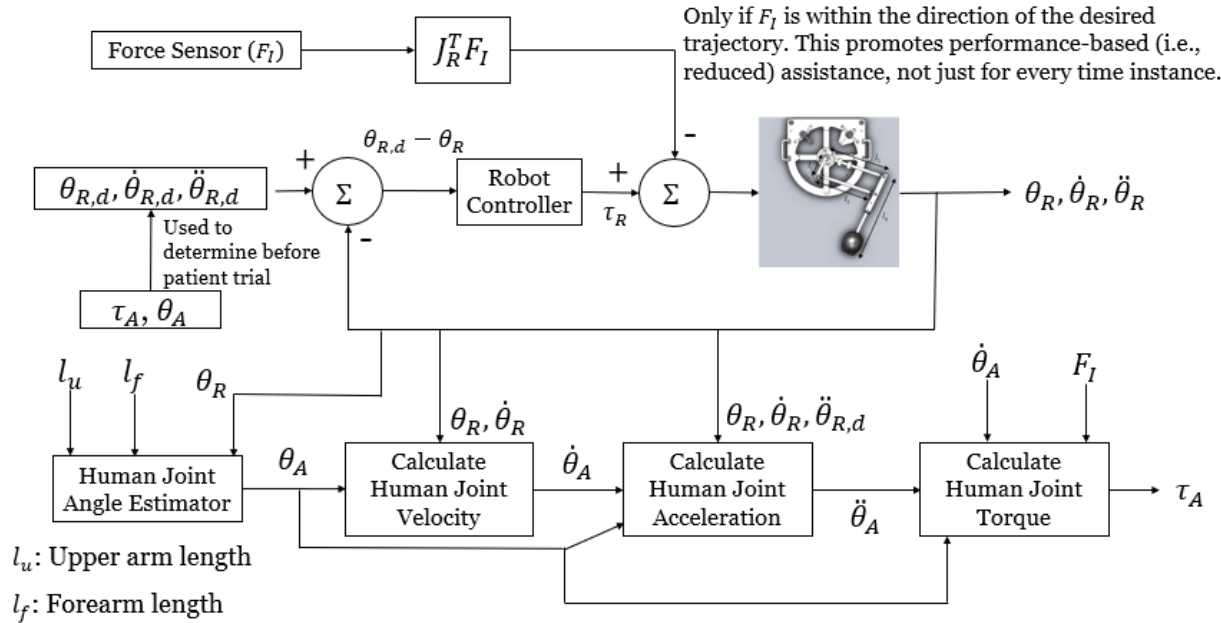 Only if F_I is within the direction of the desired
trajectory. This promotes performance-based (i.e.,
reduced) assistance, not just for every time instance.
Force Sensor (F_I)
J_R^T F_I
-
θ_{R,d} − θ_R
+
Σ
Robot
Controller
+
τ_R
Σ
θ_{R,d}, θ̇_{R,d}, θ̈_{R,d}
θ_R, θ̇_R, θ̈_R
-
Used to
determine before
patient trial
τ_A, θ_A
l_u
l_f
θ_R
θ_R, θ̇_R
θ_R, θ̇_R, θ̈_{R,d}
θ̇_A
F_I
Human Joint
Angle Estimator
θ_A
Calculate
Human Joint
Velocity
θ̇_A
Calculate
Human Joint
Acceleration
θ̈_A
Calculate
Human Joint
Torque
τ_A
l_u: Upper arm length
l_f: Forearm length